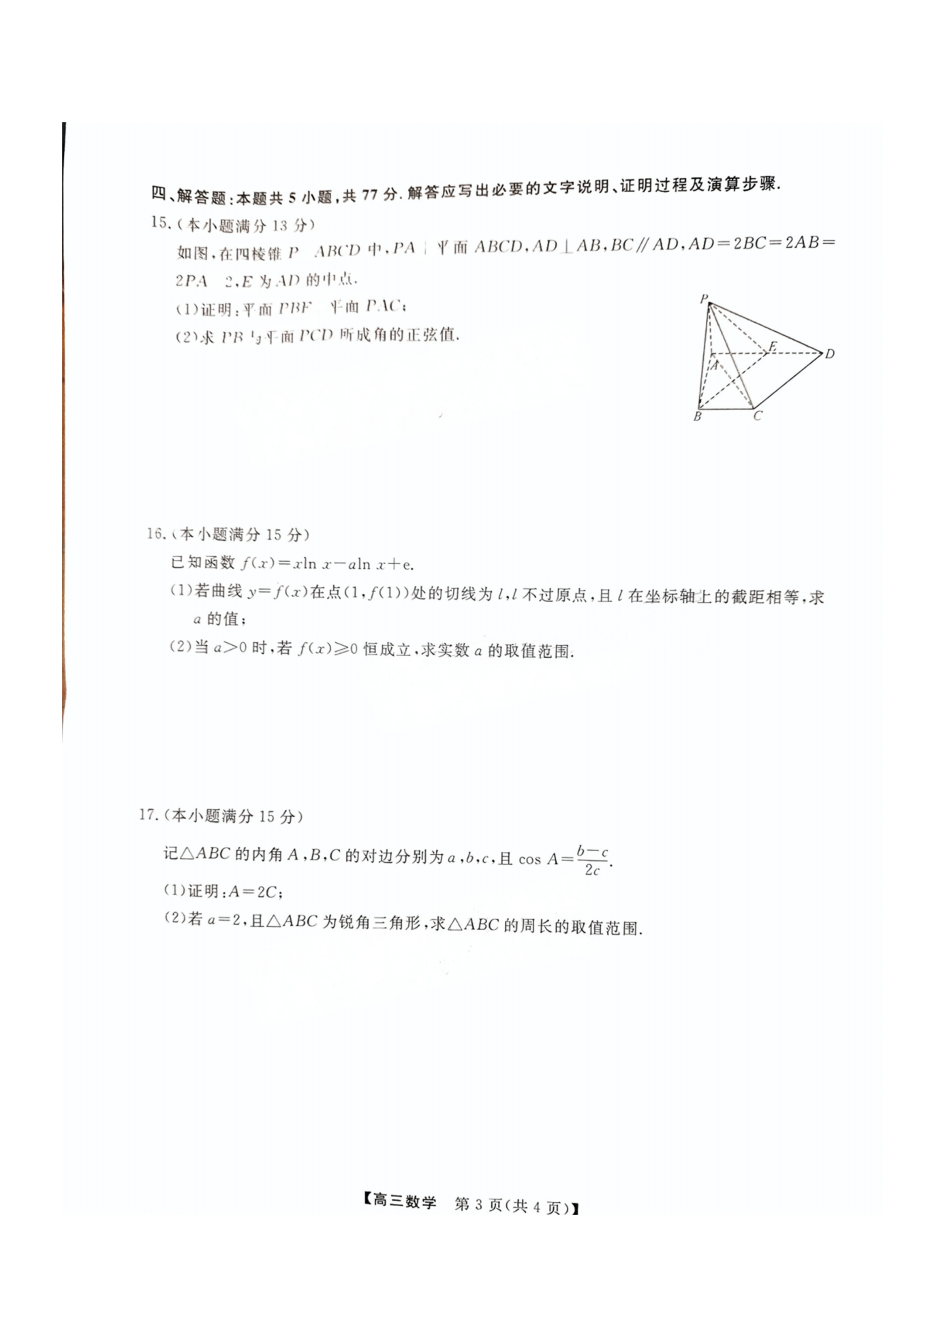 四、解答题:本题共 5 小题,共 77 分.解答应写出必要的文字说明、证明过程及演算步骤.
15.(本小题满分 13 分)
如图,在四棱锥 P ABCD 中,PA 平面 ABCD,AD⊥AB,BC∥AD,AD=2BC=2AB=
2PA 2,E 为 AD 的中点.
(1)证明:平面 PBE 平面 PAC;
(2)求 PB 与平面 PCD 所成角的正弦值.
P
A
E
D
B
C
16.(本小题满分 15 分)
已知函数 f(x)=xln x-aln x+e.
(1)若曲线 y=f(x)在点(1,f(1))处的切线为 l,l 不过原点,且 l 在坐标轴上的截距相等,求
a 的值;
(2)当 a>0 时,若 f(x)≥0 恒成立,求实数 a 的取值范围.
17.(本小题满分 15 分)
记△ABC 的内角 A,B,C 的对边分别为 a,b,c,且 cos A=(b-c)/(2c).
(1)证明:A=2C;
(2)若 a=2,且△ABC 为锐角三角形,求△ABC 的周长的取值范围.
【高三数学 第 3 页(共 4 页)】